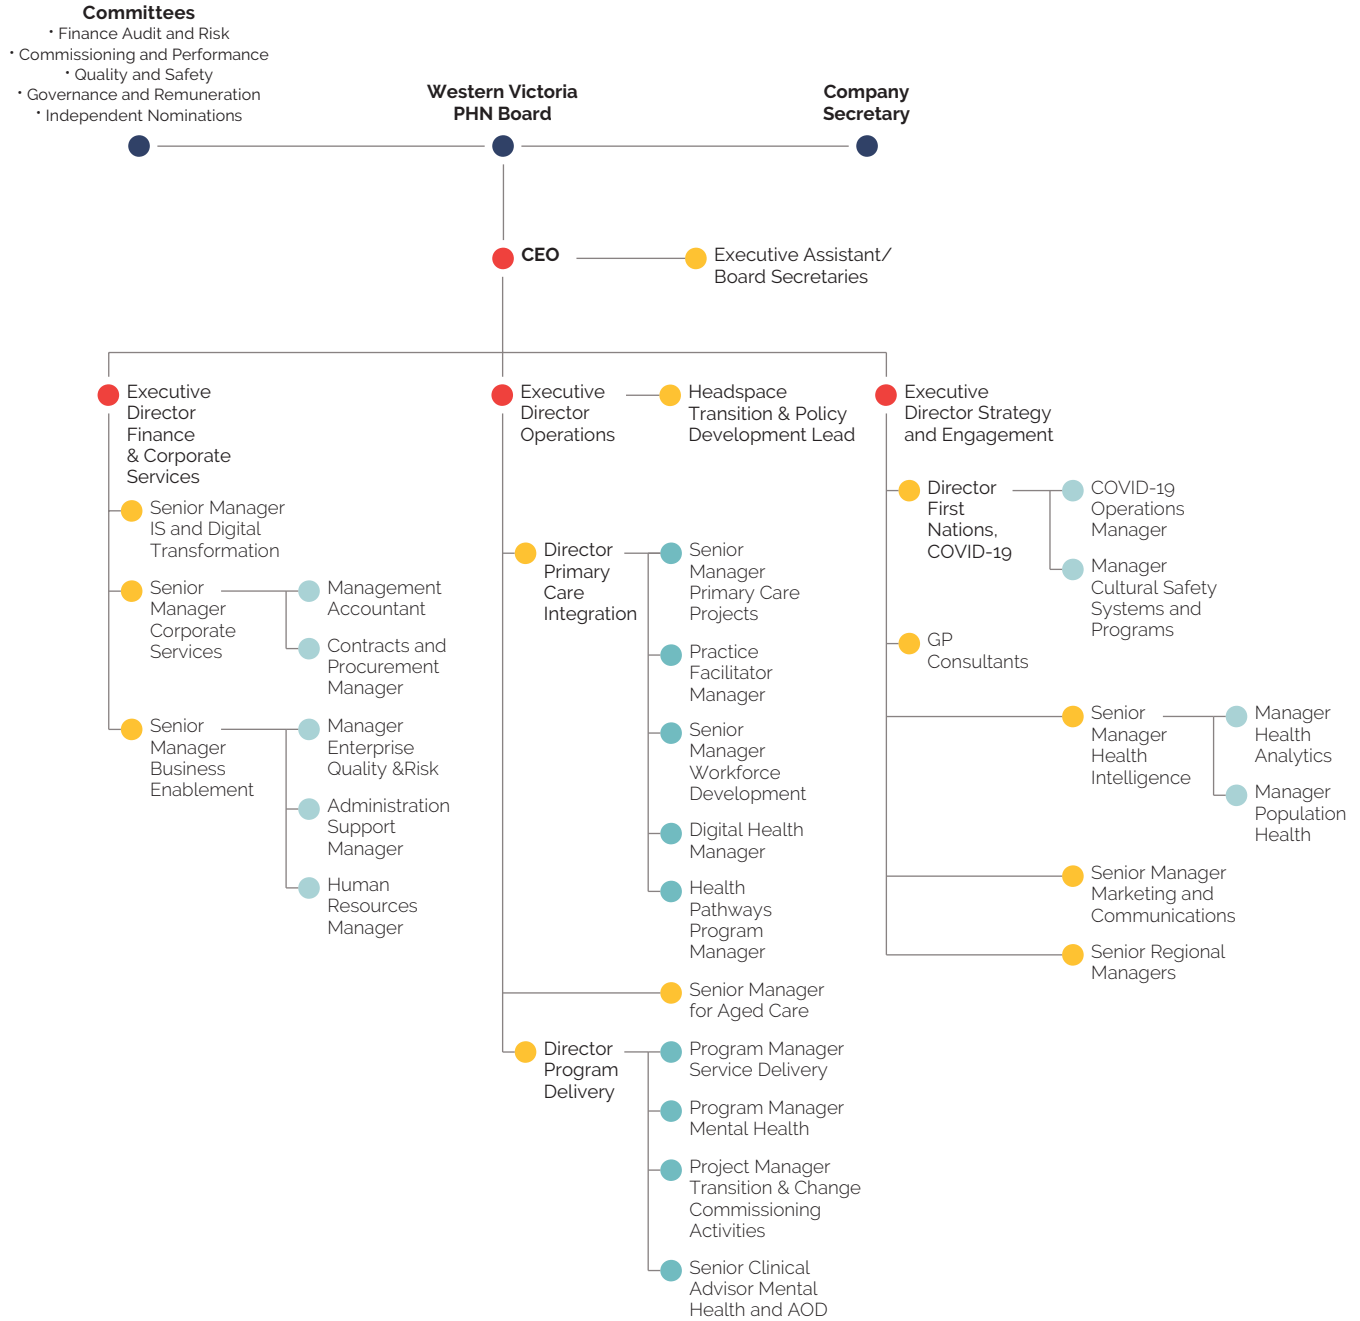 Committees
• Finance Audit and Risk
• Commissioning and Performance
• Quality and Safety
• Governance and Remuneration
• Independent Nominations
Western Victoria
PHN Board
Company
Secretary
CEO
Executive Assistant/
Board Secretaries
Executive
Director
Finance
& Corporate
Services
Senior Manager
IS and Digital
Transformation
Senior
Manager
Corporate
Services
Management
Accountant
Contracts and
Procurement
Manager
Senior
Manager
Business
Enablement
Manager
Enterprise
Quality &Risk
Administration
Support
Manager
Human
Resources
Manager
Executive
Director
Operations
Headspace
Transition & Policy
Development Lead
Director
Primary
Care
Integration
Senior
Manager
Primary Care
Projects
Practice
Facilitator
Manager
Senior
Manager
Workforce
Development
Digital Health
Manager
Health
Pathways
Program
Manager
Senior Manager
for Aged Care
Director
Program
Delivery
Program Manager
Service Delivery
Program Manager
Mental Health
Project Manager
Transition & Change
Commissioning
Activities
Senior Clinical
Advisor Mental
Health and AOD
Executive
Director Strategy
and Engagement
Director
First
Nations,
COVID-19
COVID-19
Operations
Manager
Manager
Cultural Safety
Systems and
Programs
GP
Consultants
Senior
Manager
Health
Intelligence
Manager
Health
Analytics
Manager
Population
Health
Senior Manager
Marketing and
Communications
Senior Regional
Managers